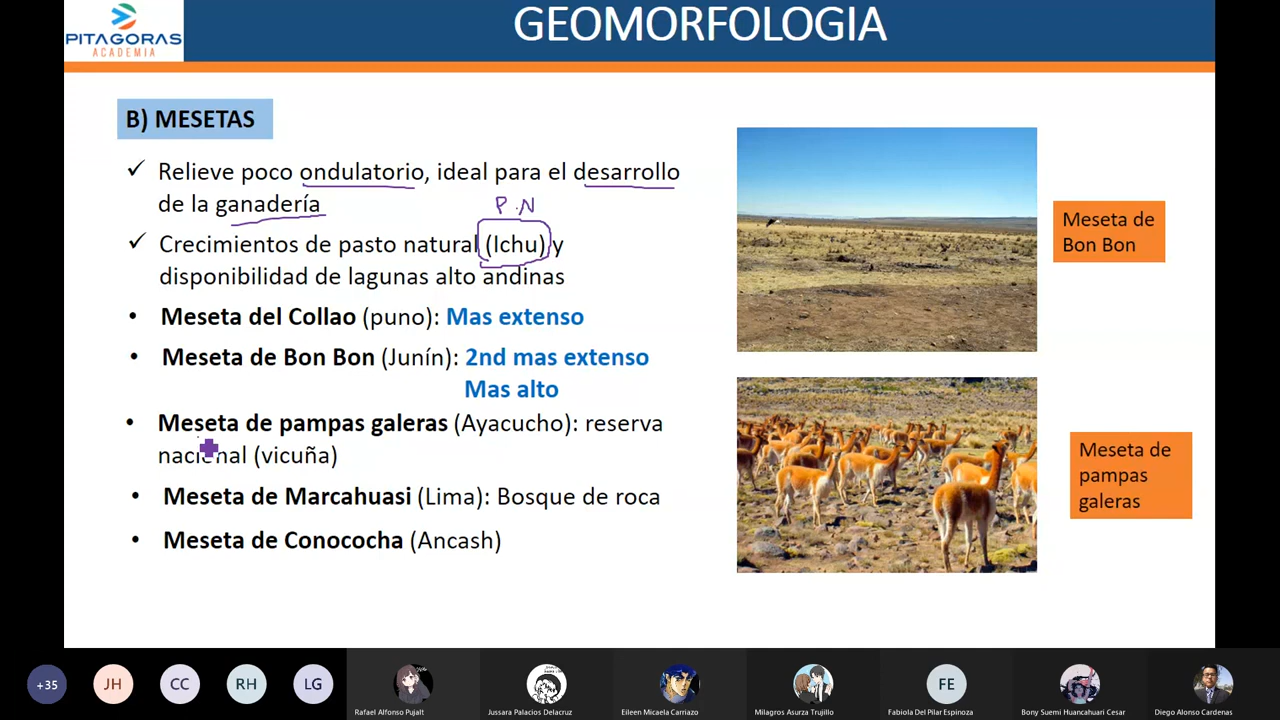 PITAGORAS
ACADEMIA
GEOMORFOLOGIA
B) MESETAS
Relieve poco ondulatorio, ideal para el desarrollo
de la ganadería
P.N
Crecimientos de pasto natural (Ichu) y
disponibilidad de lagunas alto andinas
Meseta del Collao (puno): Mas extenso
Meseta de Bon Bon (Junín): 2nd mas extenso
Mas alto
Meseta de pampas galeras (Ayacucho): reserva
nacional (vicuña)
Meseta de Marcahuasi (Lima): Bosque de roca
Meseta de Conococha (Ancash)
Meseta de
Bon Bon
Meseta de
pampas
galeras
+35
JH
CC
RH
LG
Rafael Alfonso Pujalt
Jussara Palacios Delacruz
Eileen Micaela Carriazo
Milagros Asurza Trujillo
FE
Fabiola Del Pilar Espinoza
Bony Suemi Huancahuari Cesar
Diego Alonso Cardenas